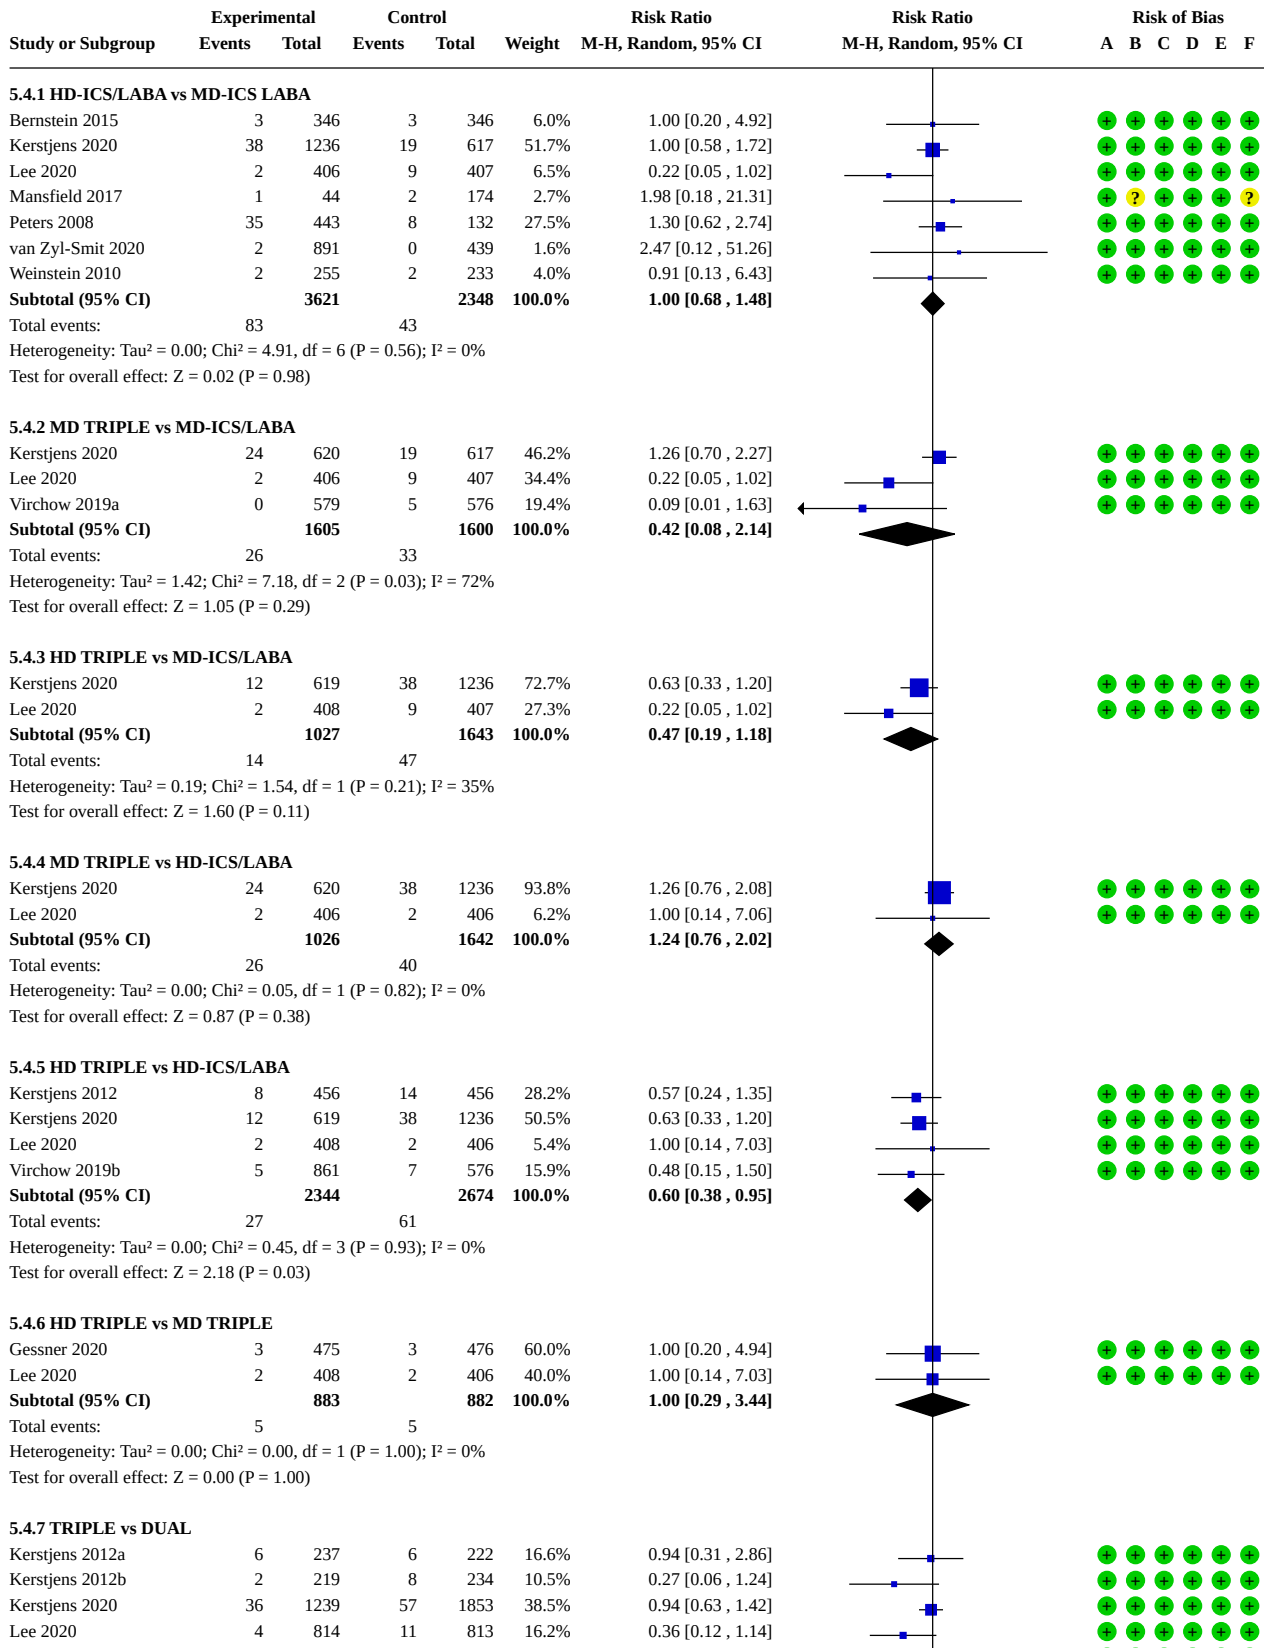 Experimental Control Risk Ratio Risk Ratio Risk of Bias
Study or Subgroup Events Total Events Total Weight M-H, Random, 95% CI M-H, Random, 95% CI A B C D E F
5.4.1 HD-ICS/LABA vs MD-ICS LABA
Bernstein 2015 3 346 3 346 6.0% 1.00 [0.20 , 4.92] + + + + + +
Kerstjens 2020 38 1236 19 617 51.7% 1.00 [0.58 , 1.72] + + + + + +
Lee 2020 2 406 9 407 6.5% 0.22 [0.05 , 1.02] + + + + + +
Mansfield 2017 1 44 2 174 2.7% 1.98 [0.18 , 21.31] + ? + + + ?
Peters 2008 35 443 8 132 27.5% 1.30 [0.62 , 2.74] + + + + + +
van Zyl-Smit 2020 2 891 0 439 1.6% 2.47 [0.12 , 51.26] + + + + + +
Weinstein 2010 2 255 2 233 4.0% 0.91 [0.13 , 6.43] + + + + + +
Subtotal (95% CI) 3621 2348 100.0% 1.00 [0.68 , 1.48]
Total events: 83 43
Heterogeneity: Tau² = 0.00; Chi² = 4.91, df = 6 (P = 0.56); I² = 0%
Test for overall effect: Z = 0.02 (P = 0.98)
5.4.2 MD TRIPLE vs MD-ICS/LABA
Kerstjens 2020 24 620 19 617 46.2% 1.26 [0.70 , 2.27] + + + + + +
Lee 2020 2 406 9 407 34.4% 0.22 [0.05 , 1.02] + + + + + +
Virchow 2019a 0 579 5 576 19.4% 0.09 [0.01 , 1.63] + + + + + +
Subtotal (95% CI) 1605 1600 100.0% 0.42 [0.08 , 2.14]
Total events: 26 33
Heterogeneity: Tau² = 1.42; Chi² = 7.18, df = 2 (P = 0.03); I² = 72%
Test for overall effect: Z = 1.05 (P = 0.29)
5.4.3 HD TRIPLE vs MD-ICS/LABA
Kerstjens 2020 12 619 38 1236 72.7% 0.63 [0.33 , 1.20] + + + + + +
Lee 2020 2 408 9 407 27.3% 0.22 [0.05 , 1.02] + + + + + +
Subtotal (95% CI) 1027 1643 100.0% 0.47 [0.19 , 1.18]
Total events: 14 47
Heterogeneity: Tau² = 0.19; Chi² = 1.54, df = 1 (P = 0.21); I² = 35%
Test for overall effect: Z = 1.60 (P = 0.11)
5.4.4 MD TRIPLE vs HD-ICS/LABA
Kerstjens 2020 24 620 38 1236 93.8% 1.26 [0.76 , 2.08] + + + + + +
Lee 2020 2 406 2 406 6.2% 1.00 [0.14 , 7.06] + + + + + +
Subtotal (95% CI) 1026 1642 100.0% 1.24 [0.76 , 2.02]
Total events: 26 40
Heterogeneity: Tau² = 0.00; Chi² = 0.05, df = 1 (P = 0.82); I² = 0%
Test for overall effect: Z = 0.87 (P = 0.38)
5.4.5 HD TRIPLE vs HD-ICS/LABA
Kerstjens 2012 8 456 14 456 28.2% 0.57 [0.24 , 1.35] + + + + + +
Kerstjens 2020 12 619 38 1236 50.5% 0.63 [0.33 , 1.20] + + + + + +
Lee 2020 2 408 2 406 5.4% 1.00 [0.14 , 7.03] + + + + + +
Virchow 2019b 5 861 7 576 15.9% 0.48 [0.15 , 1.50] + + + + + +
Subtotal (95% CI) 2344 2674 100.0% 0.60 [0.38 , 0.95]
Total events: 27 61
Heterogeneity: Tau² = 0.00; Chi² = 0.45, df = 3 (P = 0.93); I² = 0%
Test for overall effect: Z = 2.18 (P = 0.03)
5.4.6 HD TRIPLE vs MD TRIPLE
Gessner 2020 3 475 3 476 60.0% 1.00 [0.20 , 4.94] + + + + + +
Lee 2020 2 408 2 406 40.0% 1.00 [0.14 , 7.03] + + + + + +
Subtotal (95% CI) 883 882 100.0% 1.00 [0.29 , 3.44]
Total events: 5 5
Heterogeneity: Tau² = 0.00; Chi² = 0.00, df = 1 (P = 1.00); I² = 0%
Test for overall effect: Z = 0.00 (P = 1.00)
5.4.7 TRIPLE vs DUAL
Kerstjens 2012a 6 237 6 222 16.6% 0.94 [0.31 , 2.86] + + + + + +
Kerstjens 2012b 2 219 8 234 10.5% 0.27 [0.06 , 1.24] + + + + + +
Kerstjens 2020 36 1239 57 1853 38.5% 0.94 [0.63 , 1.42] + + + + + +
Lee 2020 4 814 11 813 16.2% 0.36 [0.12 , 1.14] + + + + + +